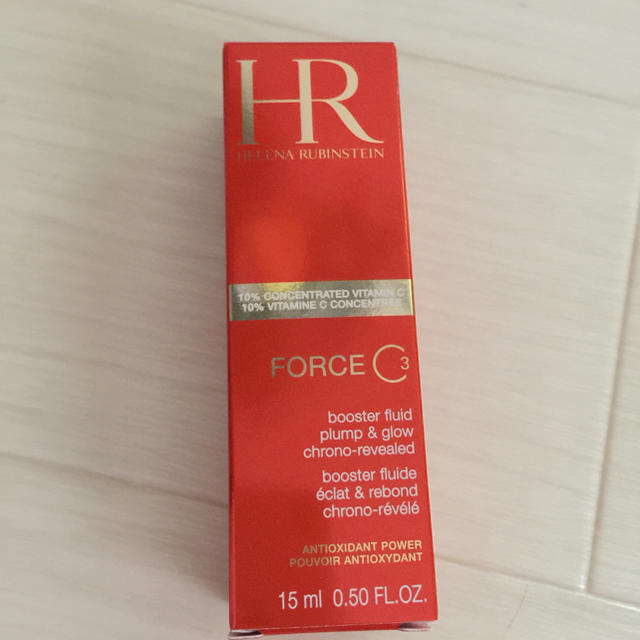 HR
HELENA RUBINSTEIN
10% CONCENTRATED VITAMIN C
10% VITAMINE C CONCENTRÉE
FORCE C3
booster fluid
plump & glow
chrono-revealed
booster fluide
éclat & rebond
chrono-révélé
ANTIOXIDANT POWER
POUVOIR ANTIOXYDANT
15 ml 0.50 FL.OZ.